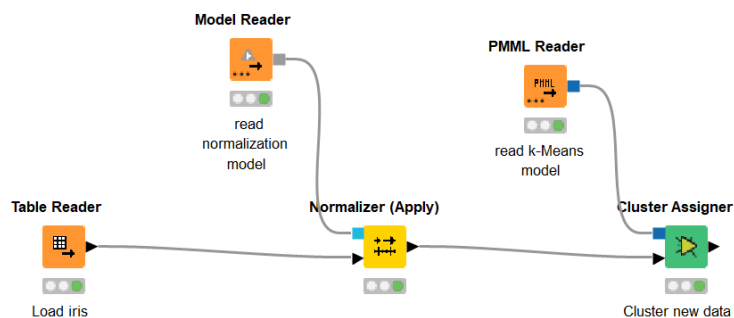 Model Reader
read
normalization
model
PMML Reader
PMML
read k-Means
model
Table Reader
Load iris
Normalizer (Apply)
Cluster Assigner
Cluster new data